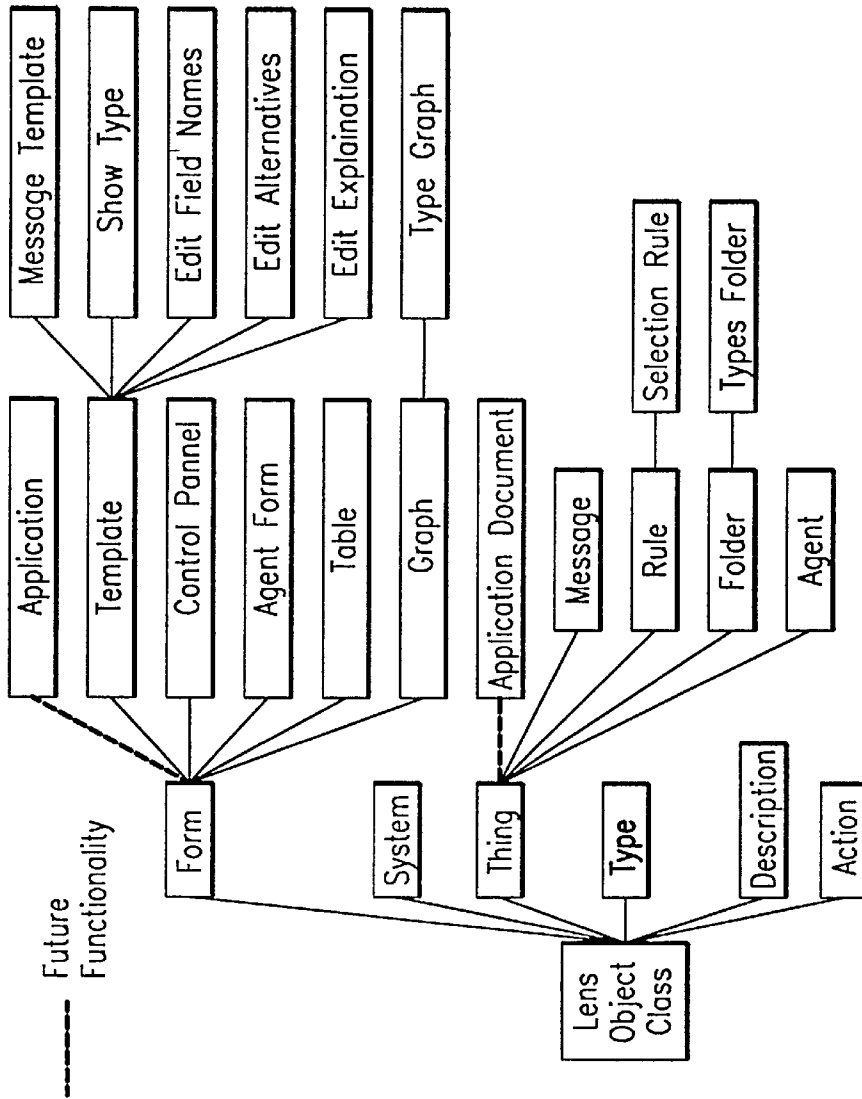 Future
Functionality
Lens
Object
Class
Form
System
Thing
Type
Description
Action
Application
Template
Control Pannel
Agent Form
Table
Graph
Application Document
Message
Rule
Folder
Agent
Message Template
Show Type
Edit Field Names
Edit Alternatives
Edit Explaination
Type Graph
Selection Rule
Types Folder